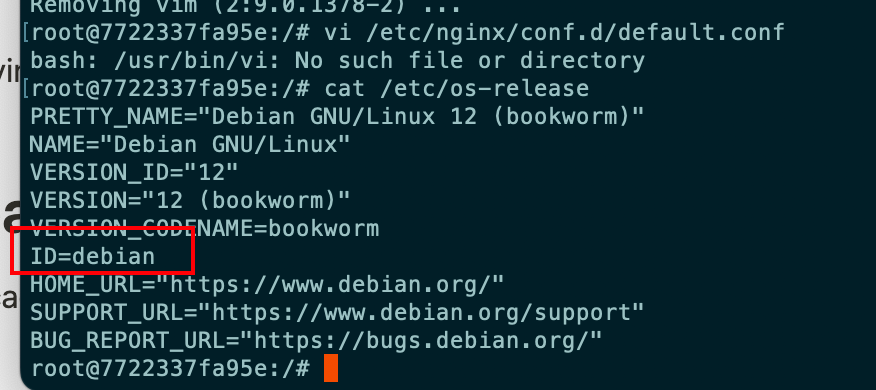 Removing vim (2:9.0.1378-2) ...
[root@7722337fa95e:/# vi /etc/nginx/conf.d/default.conf
bash: /usr/bin/vi: No such file or directory
[root@7722337fa95e:/# cat /etc/os-release
PRETTY_NAME="Debian GNU/Linux 12 (bookworm)"
NAME="Debian GNU/Linux"
VERSION_ID="12"
VERSION="12 (bookworm)"
VERSION_CODENAME=bookworm
ID=debian
HOME_URL="https://www.debian.org/"
SUPPORT_URL="https://www.debian.org/support"
BUG_REPORT_URL="https://bugs.debian.org/"
root@7722337fa95e:/#